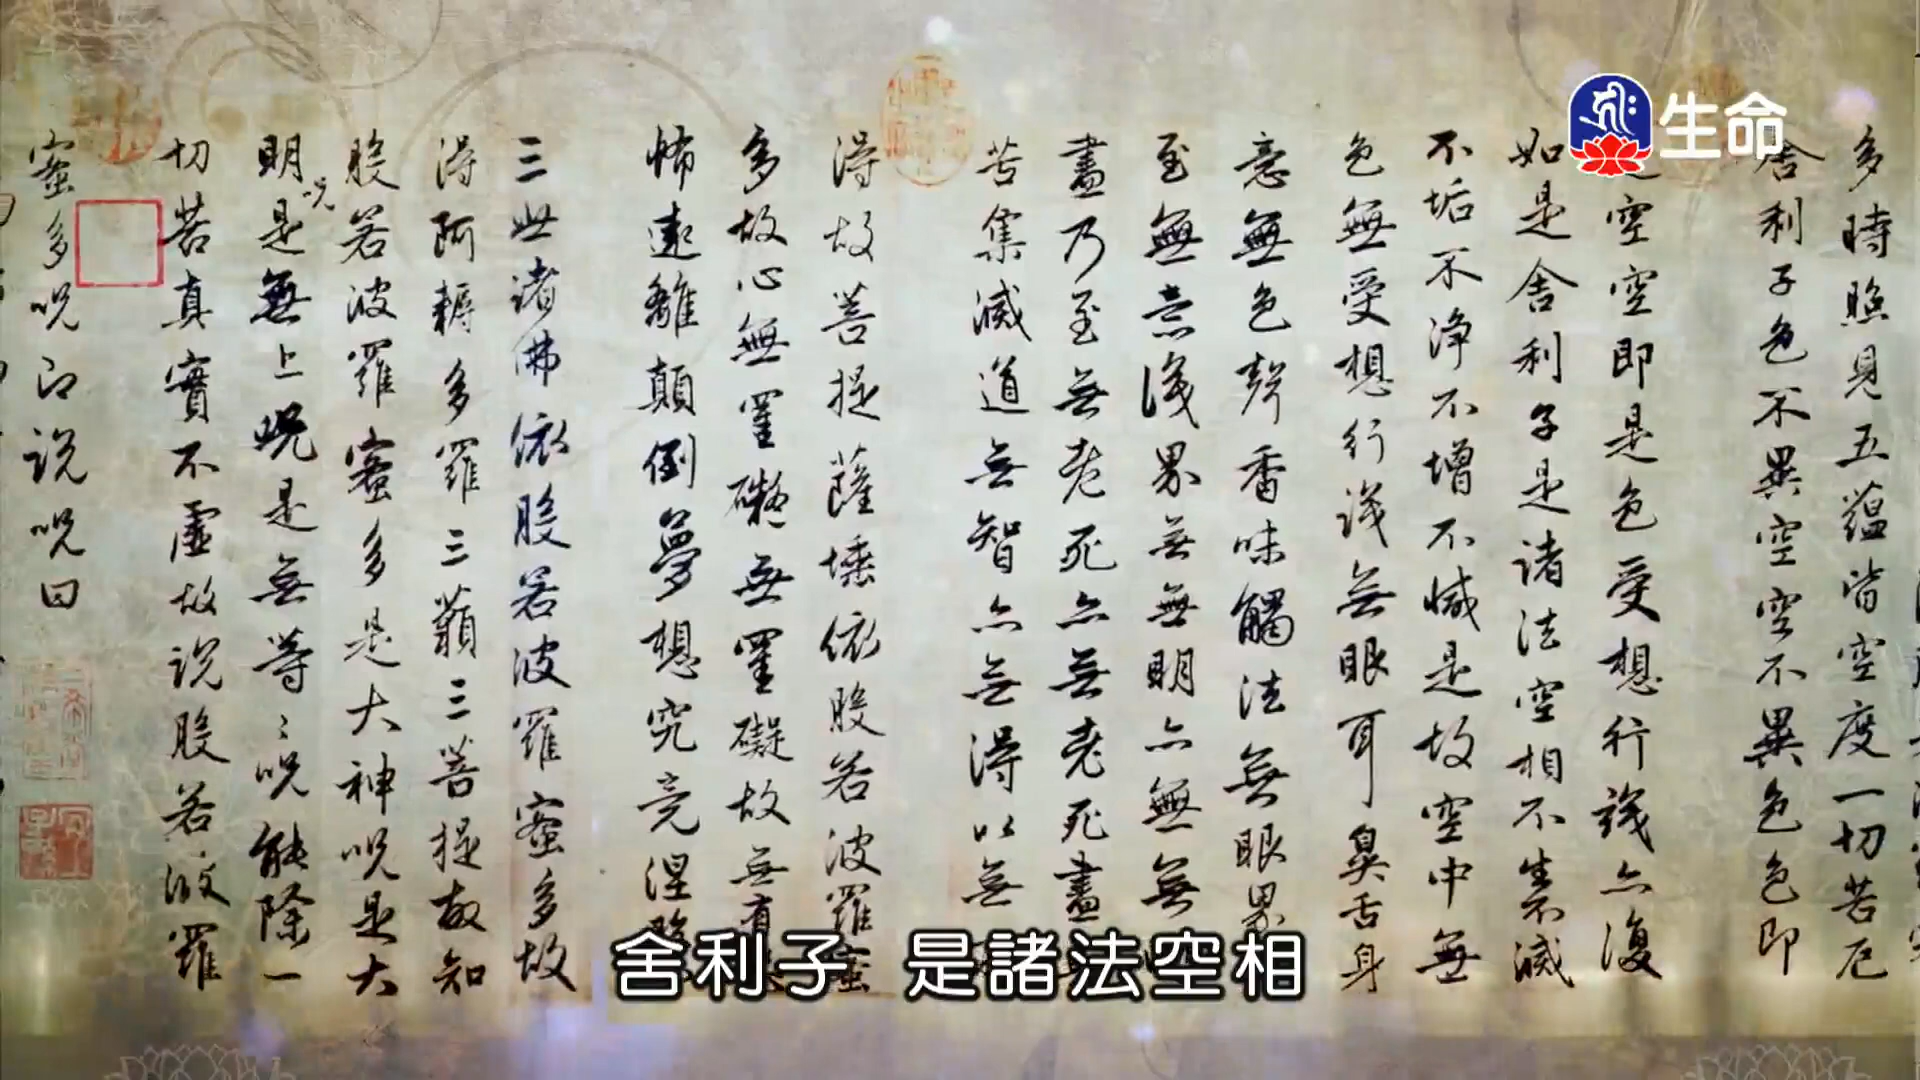 生命
多時照見五蘊皆空度一切苦厄
舍利子色不異空空不異色色即
空空即是色受想行識亦復
如是舍利子是諸法空相不生不滅
不垢不淨不增不減是故空中無
色無受想行識無眼耳鼻舌身
意無色聲香味觸法無眼界
至無意識界無無明亦無無
盡乃至無老死亦無老死盡
苦集滅道無智亦無得以無
得故菩提薩埵依般若波羅蜜
多故心無罣礙無罣礙故無有
怖遠離顛倒夢想究竟涅槃
三世諸佛依般若波羅蜜多故
得阿耨多羅三藐三菩提故知
般若波羅蜜多是大神呪是大
明呪是無上呪是無等〻呪能除一
切苦真實不虛故說般若波羅
蜜多呪即說呪曰
舍利子 是諸法空相